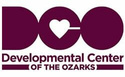 DCO
Developmental Center
OF THE OZARKS